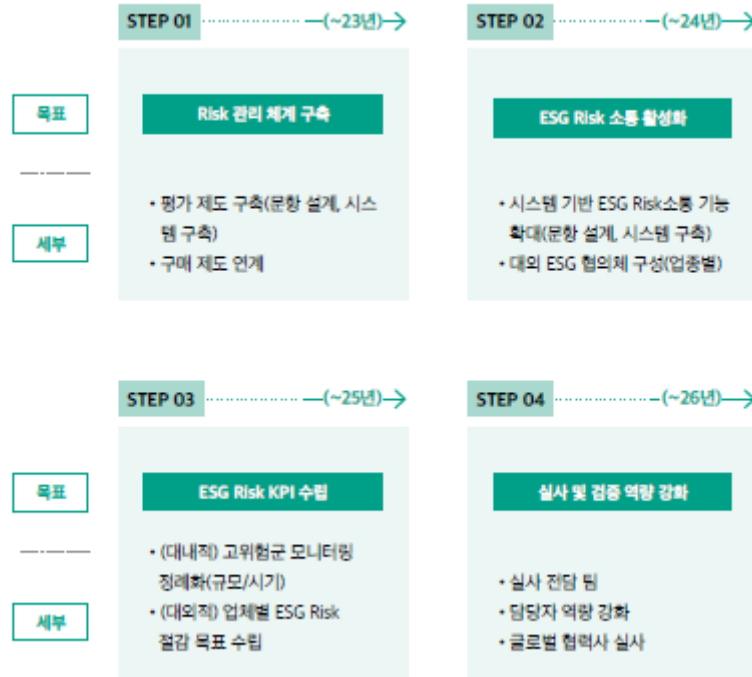 STEP 01 (~23년)
STEP 02 (~24년)
목표
Risk 관리 체계 구축
ESG Risk 소통 활성화
세부
• 평가 제도 구축(문항 설계, 시스
템 구축)
• 구매 제도 연계
• 시스템 기반 ESG Risk소통 기능
확대(문항 설계, 시스템 구축)
• 대외 ESG 협의체 구성(업종별)
STEP 03 (~25년)
STEP 04 (~26년)
목표
ESG Risk KPI 수립
실사 및 검증 역량 강화
세부
• (대내적) 고위험군 모니터링
정례화(규모/시기)
• (대외적) 업체별 ESG Risk
절감 목표 수립
• 실사 전담 팀
• 담당자 역량 강화
• 글로벌 협력사 실사